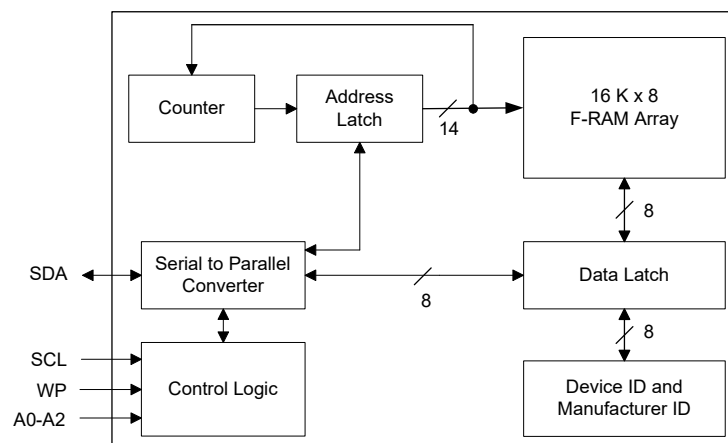 Counter
Address
Latch
14
16 K x 8
F-RAM Array
8
SDA
Serial to Parallel
Converter
8
Data Latch
8
SCL
WP
A0-A2
Control Logic
Device ID and
Manufacturer ID